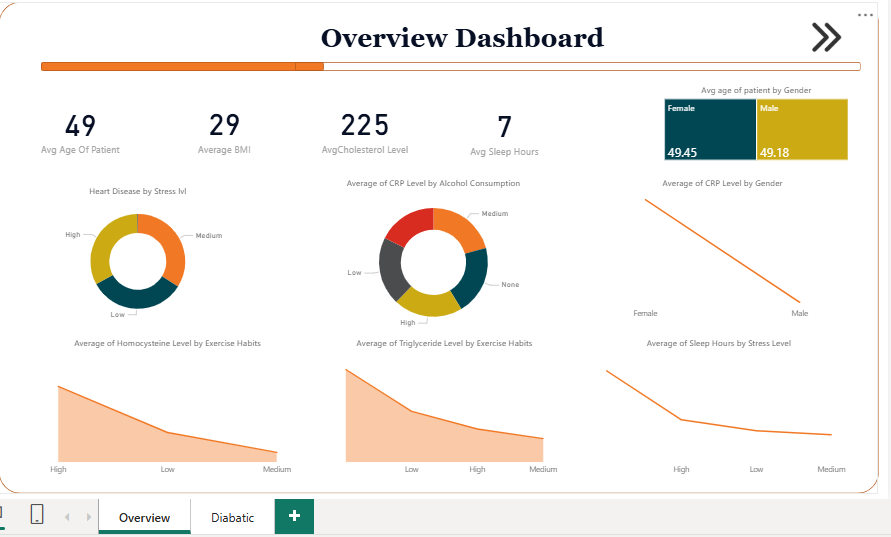 Overview Dashboard
Avg age of patient by Gender
Female
Male
49.45
49.18
49
Avg Age Of Patient
29
Average BMI
225
AvgCholesterol Level
7
Avg Sleep Hours
Heart Disease by Stress lvl
High
Medium
Low
Average of CRP Level by Alcohol Consumption
Medium
Low
None
High
Average of CRP Level by Gender
Female
Male
Average of Homocysteine Level by Exercise Habits
High
Low
Medium
Average of Triglyceride Level by Exercise Habits
Low
High
Medium
Average of Sleep Hours by Stress Level
High
Low
Medium
Overview
Diabatic